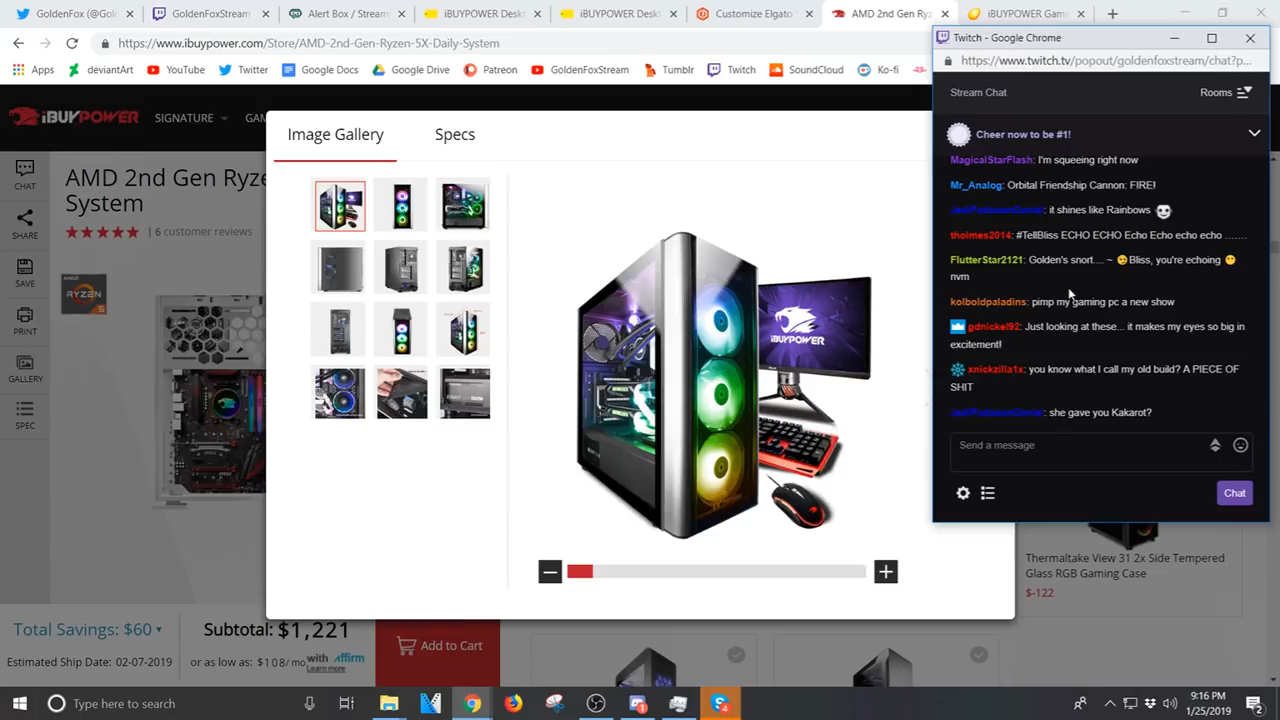 GoldenFox (@Gol
GoldenFoxStream
Alert Box / Stream
iBUYPOWER Desk
iBUYPOWER Desk
Customize Elgato
AMD 2nd Gen Ryz
iBUYPOWER Game
https://www.ibuypower.com/Store/AMD-2nd-Gen-Ryzen-5X-Daily-System
Apps
deviantArt
YouTube
Twitter
Google Docs
Google Drive
Patreon
GoldenFoxStream
Tumblr
Twitch
SoundCloud
Ko-fi
Twitch - Google Chrome
https://www.twitch.tv/popout/goldenfoxstream/chat?p...
Stream Chat
Rooms
Cheer now to be #1!
MagicalStarFlash: I'm squeeing right now
Mr_Analog: Orbital Friendship Cannon: FIRE!
: it shines like Rainbows
tholmes2014: #TellBliss ECHO ECHO Echo Echo echo echo .......
FlutterStar2121: Golden's snort.... ~ 😉Bliss, you're echoing 😶
nvm
kolboldpaladins: pimp my gaming pc a new show
gdnickel92: Just looking at these... it makes my eyes so big in
excitement!
xnickzilla1x: you know what I call my old build? A PIECE OF
SHIT
: she gave you Kakarot?
Send a message
Chat
iBUYPOWER
SIGNATURE
GAM
CHAT
SHARE
SAVE
PRINT
GALLERY
SPEC
AMD 2nd Gen Ryze
System
6 customer reviews
AMD
RYZEN
Image Gallery
Specs
iBUYPOWER
Thermaltake View 31 2x Side Tempered
Glass RGB Gaming Case
$-122
Total Savings: $60
Subtotal: $1,221
Estimated Ship Date: 02-07-2019
or as low as: $108/mo
with affirm
Learn more
Add to Cart
Type here to search
9:16 PM
1/25/2019
2